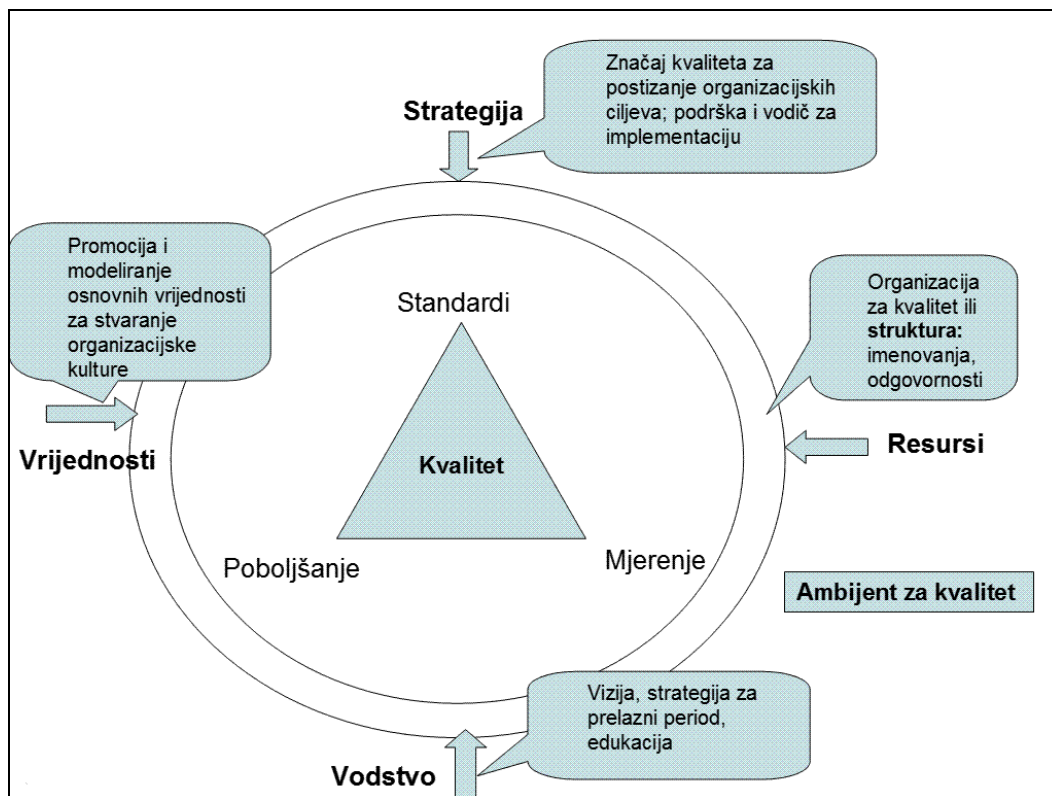 Značaj kvaliteta za
postizanje organizacijskih
ciljeva; podrška i vodič za
implementaciju
Strategija
Promocija i
modeliranje
osnovnih vrijednosti
za stvaranje
organizacijske
kulture
Organizacija
za kvalitet ili
struktura:
imenovanja,
odgovornosti
Standardi
Vrijednosti
Kvalitet
Resursi
Poboljšanje
Mjerenje
Ambijent za kvalitet
Vizija, strategija za
prelazni period,
edukacija
Vodstvo